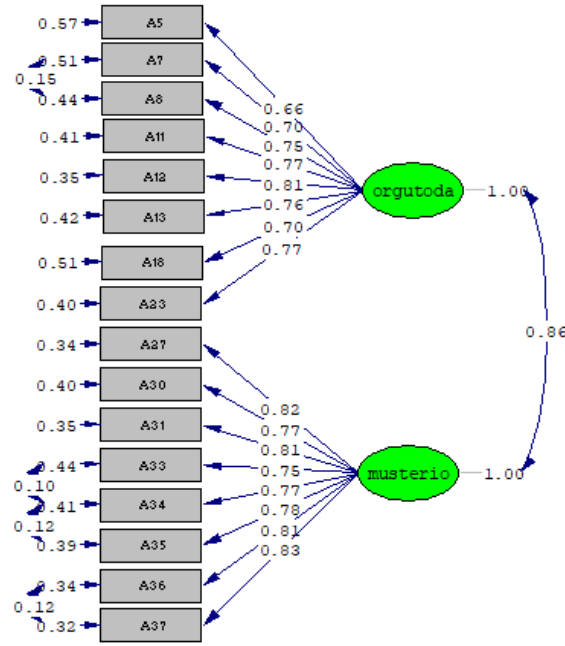 0.57 A5
0.51 A7
0.15
0.44 A8
0.66
0.70
0.41 A11
0.75
0.77
0.35 A12
0.81
orgutoda 1.00
0.76
0.42 A13
0.70
0.77
0.51 A18
0.40 A23
0.86
0.34 A27
0.40 A30
0.82
0.77
0.35 A31
0.81
0.75
0.44 A33
musterio 1.00
0.10
0.77
0.41 A34
0.78
0.12
0.81
0.39 A35
0.83
0.34 A36
0.12
0.32 A37